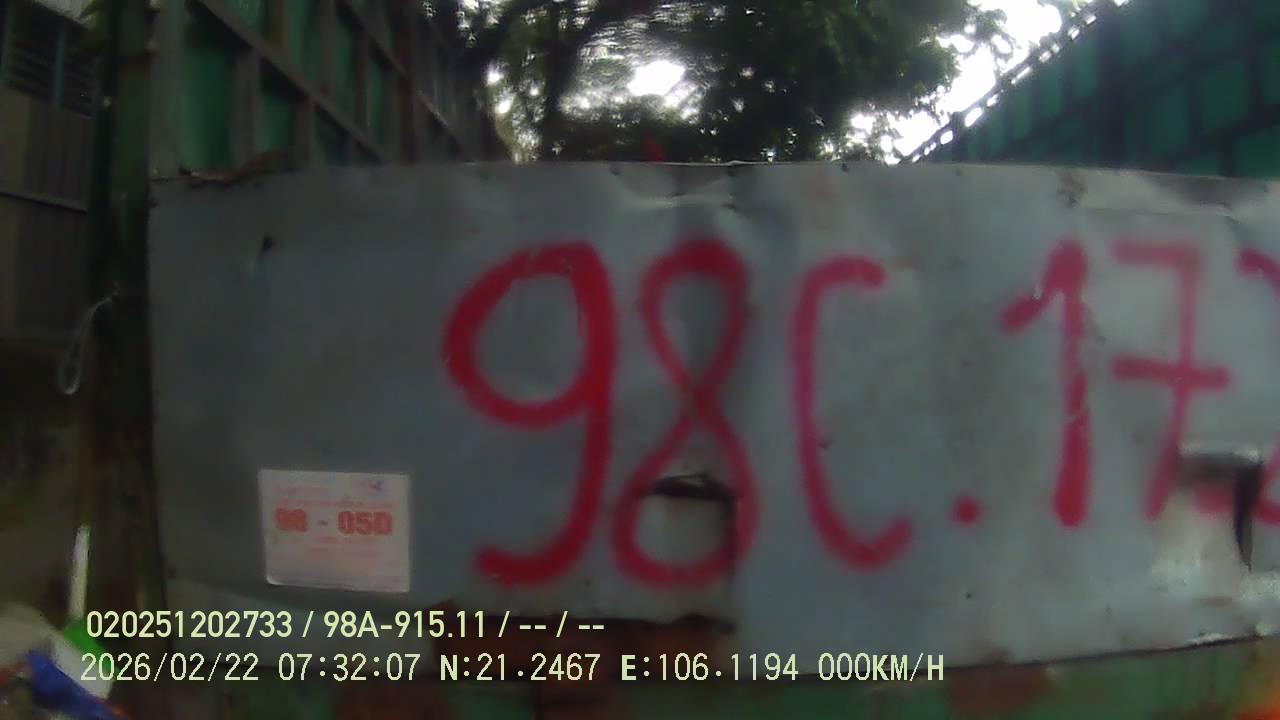 98C.17
98 - 05D
020251202733 / 98A-915.11 / -- / --
2026/02/22 07:32:07 N:21.2467 E:106.1194 000KM/H